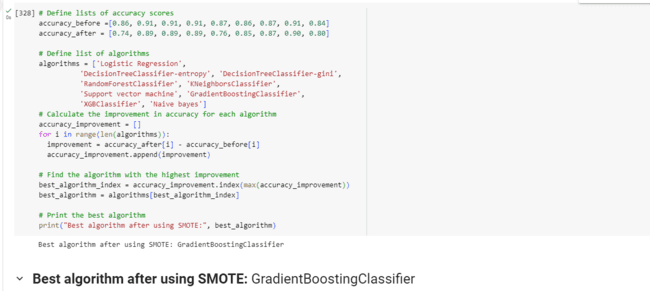 [328] # Define lists of accuracy scores
accuracy_before =[0.86, 0.91, 0.91, 0.91, 0.87, 0.86, 0.87, 0.91, 0.84]
accuracy_after = [0.74, 0.89, 0.89, 0.89, 0.76, 0.85, 0.87, 0.90, 0.80]
# Define list of algorithms
algorithms = ['Logistic Regression',
'DecisionTreeClassifier-entropy', 'DecisionTreeClassifier-gini',
'RandomForestClassifier', 'KNeighborsClassifier',
'Support vector machine', 'GradientBoostingClassifier',
'XGBClassifier', 'Naive bayes']
# Calculate the improvement in accuracy for each algorithm
accuracy_improvement = []
for i in range(len(algorithms)):
improvement = accuracy_after[i] - accuracy_before[i]
accuracy_improvement.append(improvement)
# Find the algorithm with the highest improvement
best_algorithm_index = accuracy_improvement.index(max(accuracy_improvement))
best_algorithm = algorithms[best_algorithm_index]
# Print the best algorithm
print("Best algorithm after using SMOTE:", best_algorithm)
Best algorithm after using SMOTE: GradientBoostingClassifier
Best algorithm after using SMOTE: GradientBoostingClassifier